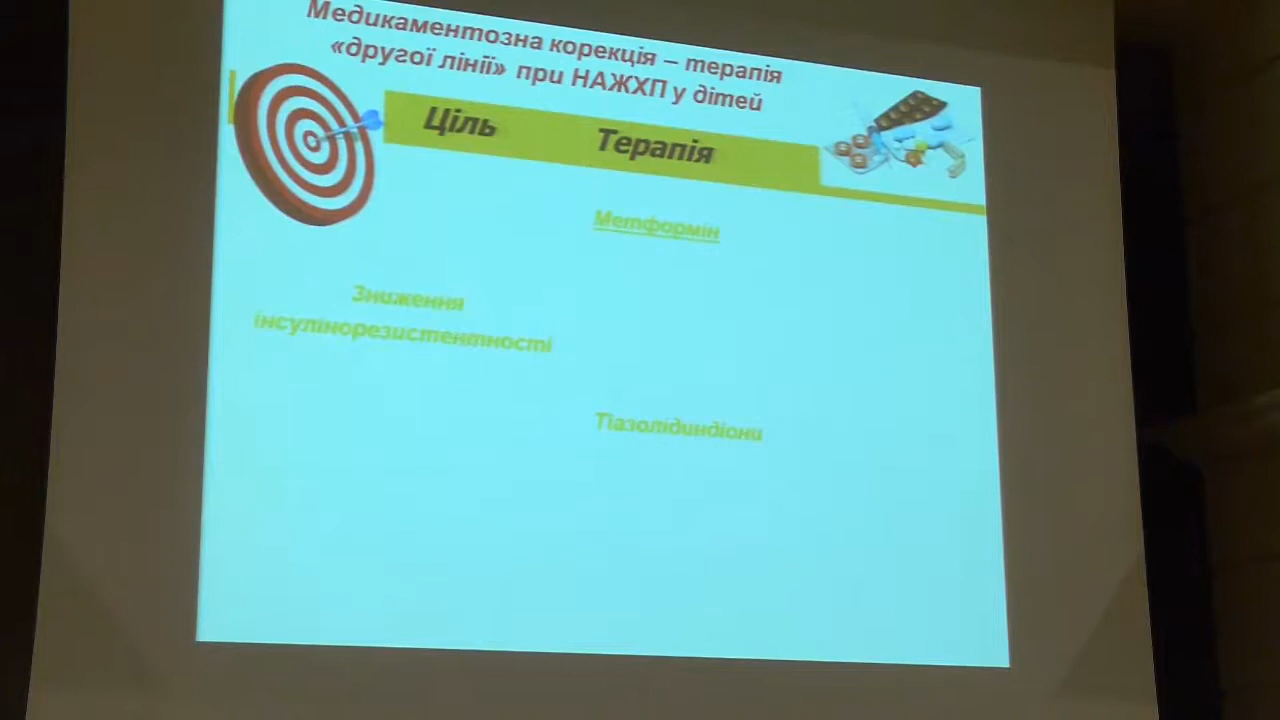 Медикаментозна корекція – терапія
«другої лінії» при НАЖХП у дітей
Ціль Терапія
Метформін
Зниження
інсулінорезистентності
Тіазолідиндіони